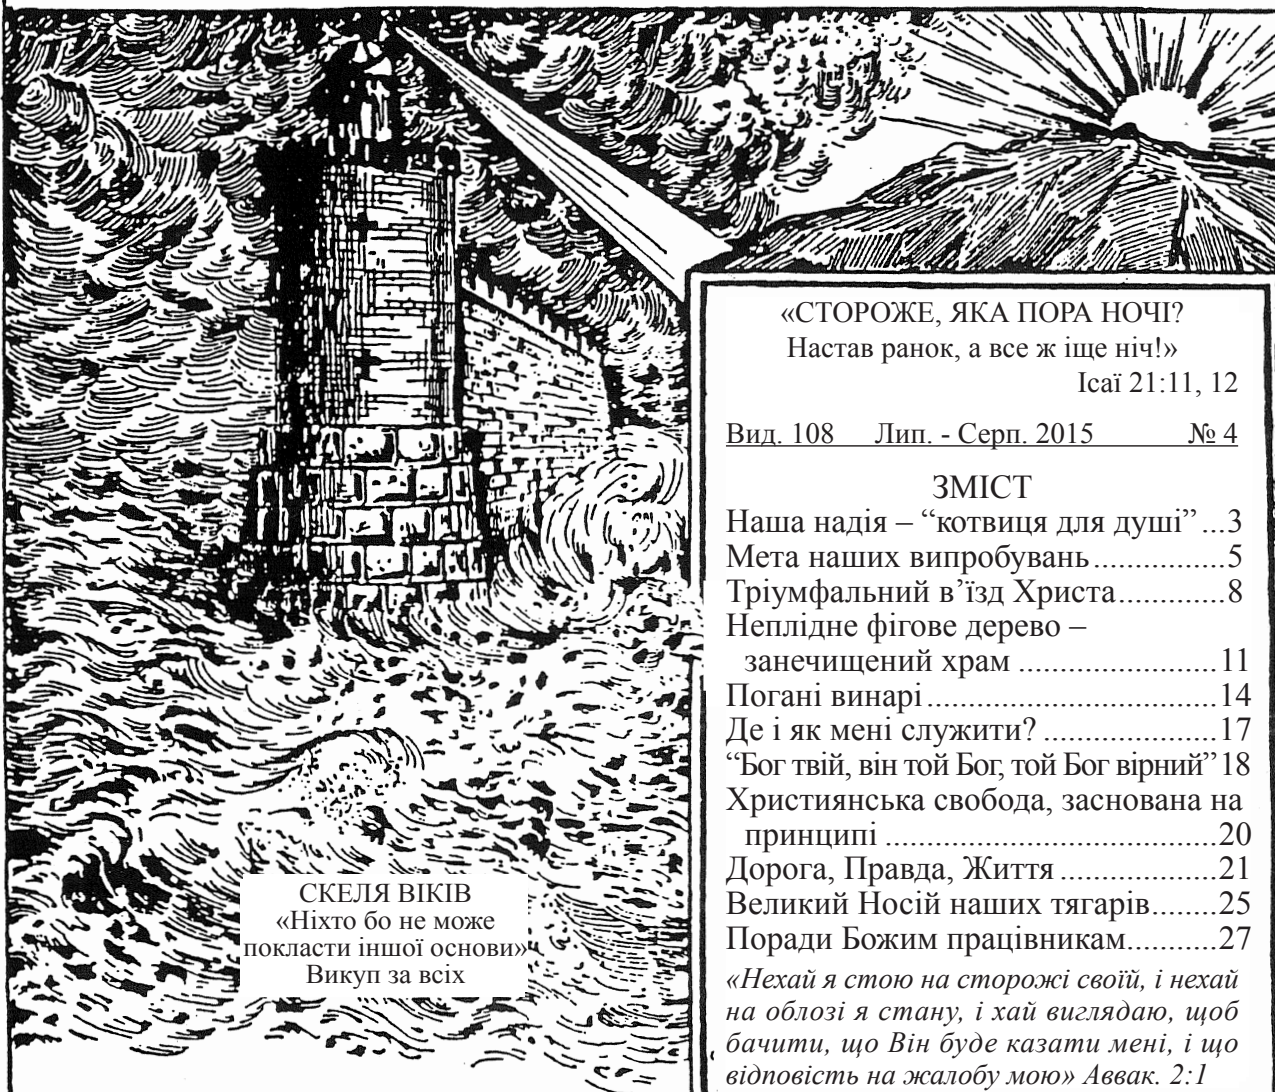 «СТОРОЖЕ, ЯКА ПОРА НОЧІ?
Настав ранок, а все ж іще ніч!»
Ісаї 21:11, 12
Вид. 108 Лип. - Серп. 2015 № 4
ЗМІСТ
Наша надія – “котвиця для душі” ...3
Мета наших випробувань.................5
Тріумфальний в’їзд Христа.............8
Неплідне фігове дерево –
занечищений храм .........................11
Погані винарі.....................................14
Де і як мені служити? ......................17
“Бог твій, він той Бог, той Бог вірний” 18
Християнська свобода, заснована на
принципі ...........................................20
Дорога, Правда, Життя ....................21
Великий Носій наших тягарів.......25
Поради Божим працівникам..........27
«Нехай я стою на сторожі своїй, і нехай
на облозі я стану, і хай виглядаю, щоб
бачити, що Він буде казати мені, і що
відповість на жалобу мою» Аввак. 2:1
СКЕЛЯ ВІКІВ
«Ніхто бо не може
покласти іншої основи»
Викуп за всіх